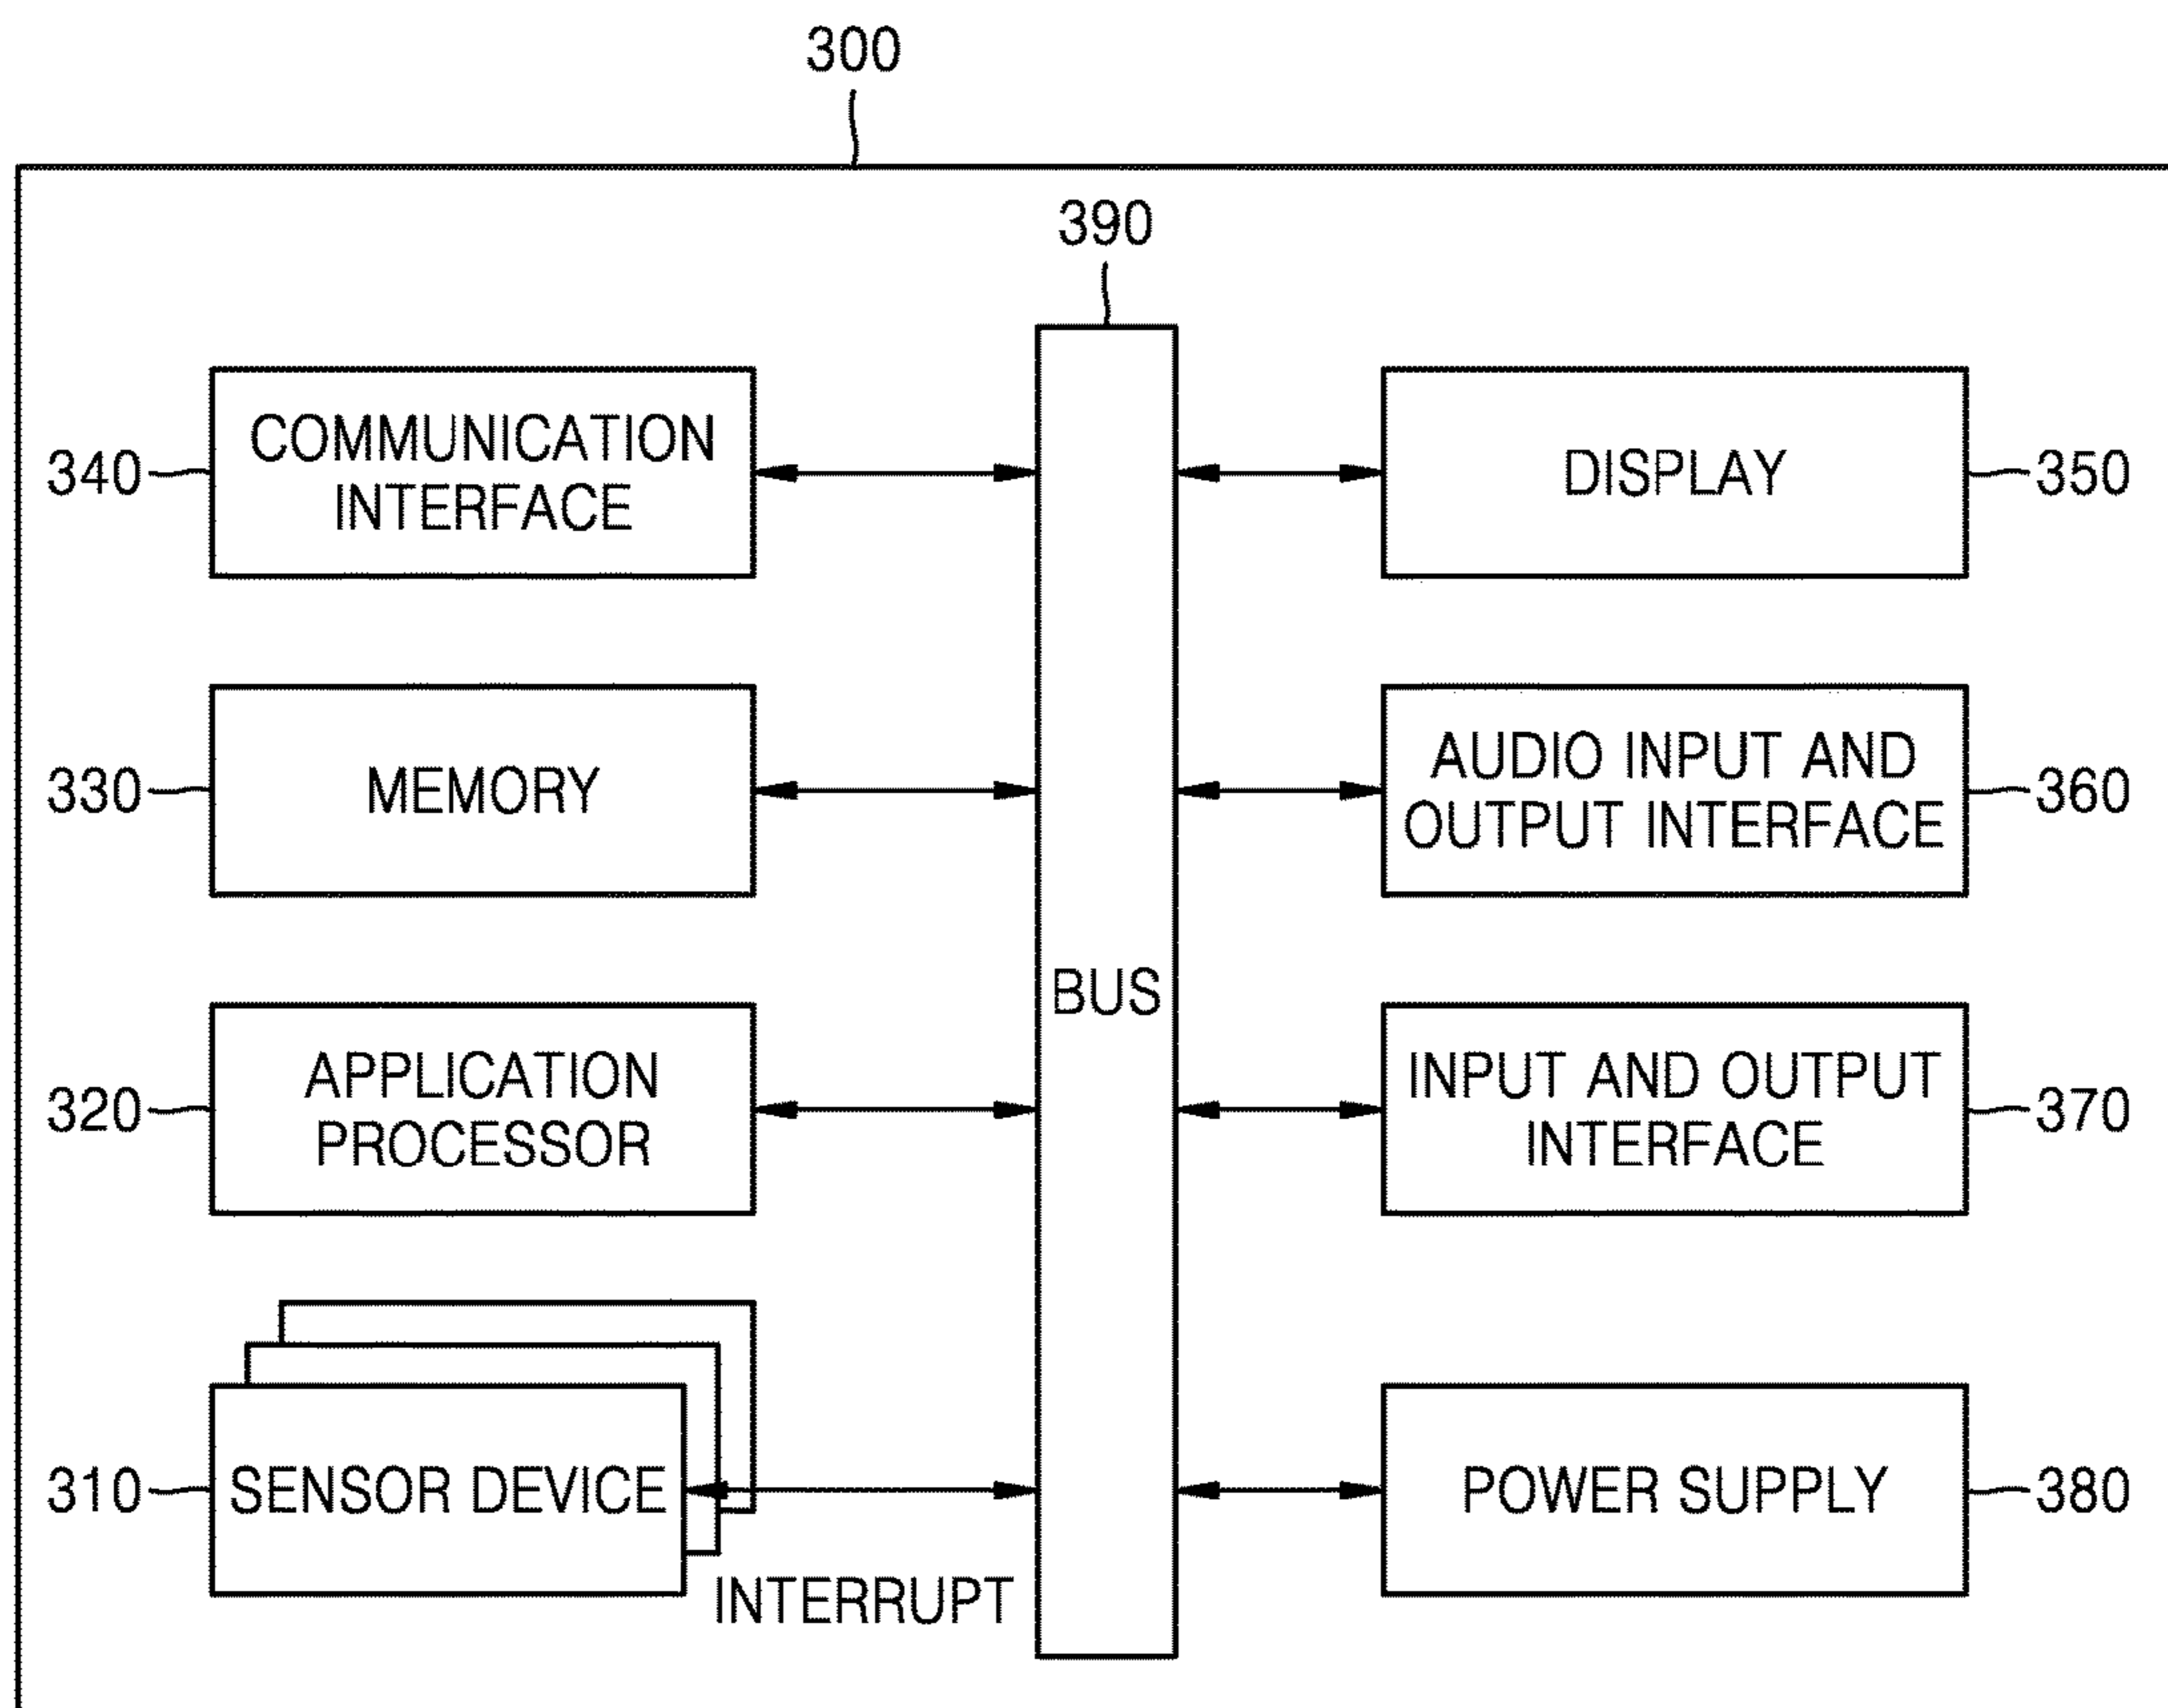 300
390
340
COMMUNICATION
INTERFACE
DISPLAY
350
330
MEMORY
AUDIO INPUT AND
OUTPUT INTERFACE
360
BUS
320
APPLICATION
PROCESSOR
INPUT AND OUTPUT
INTERFACE
370
310
SENSOR DEVICE
INTERRUPT
POWER SUPPLY
380